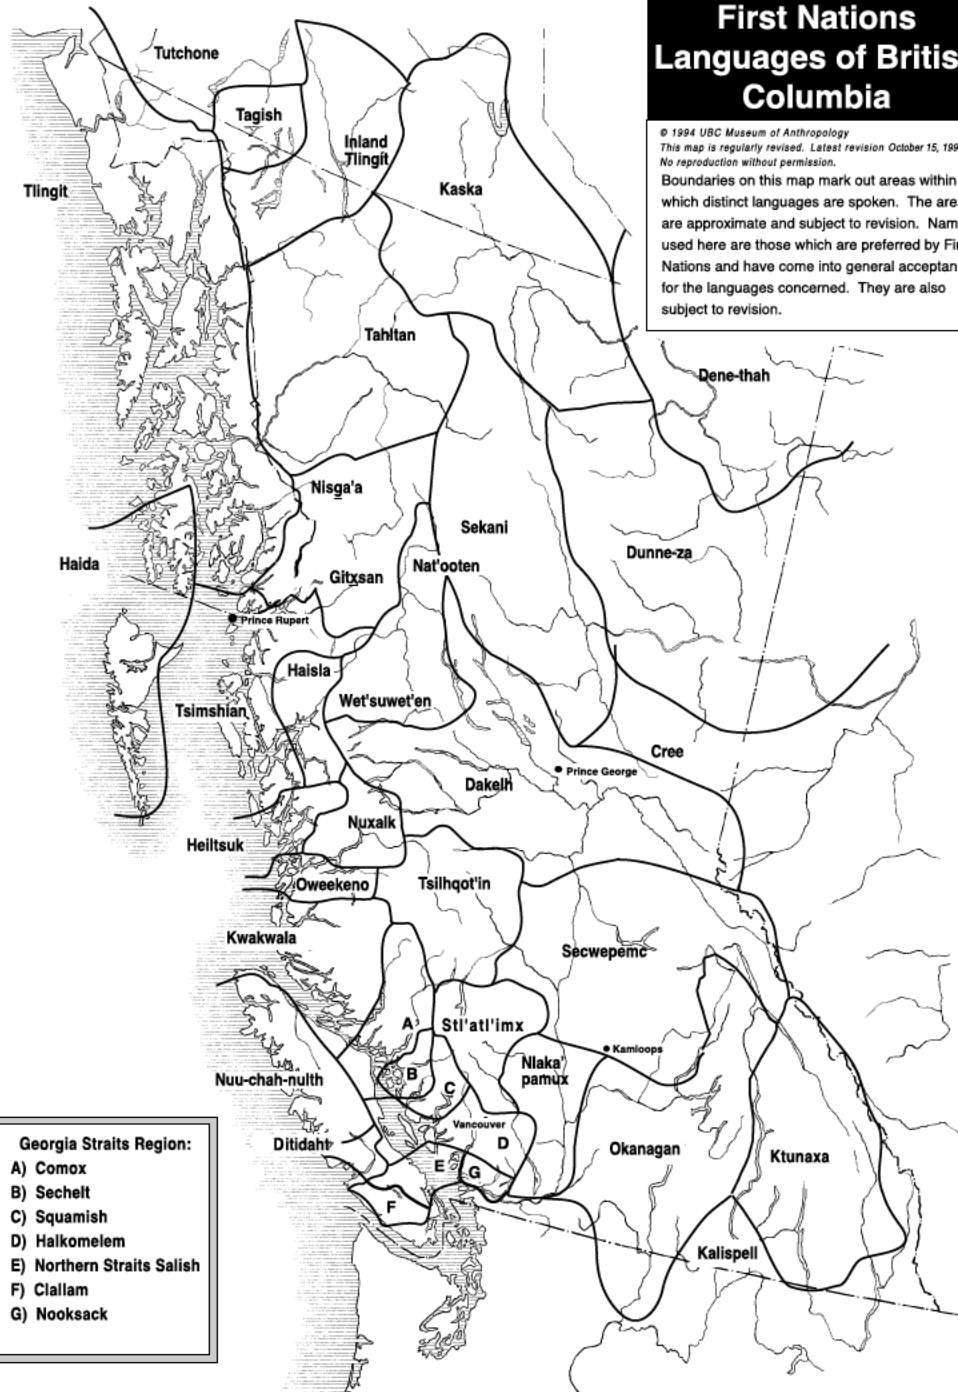 First Nations
Languages of Britis
Columbia
© 1994 UBC Museum of Anthropology
This map is regularly revised. Latest revision October 15, 199
No reproduction without permission.
Boundaries on this map mark out areas within
which distinct languages are spoken. The are
are approximate and subject to revision. Nam
used here are those which are preferred by Fi
Nations and have come into general acceptan
for the languages concerned. They are also
subject to revision.
Tutchone
Tagish
Inland
Tlingit
Tlingit
Kaska
Tahltan
Dene-thah
Nisg̲a'a
Sekani
Dunne-za
Haida
Nat'ooten
Gitx̲san
Prince Rupert
Haisla
Wet'suwet'en
Tsimshian
Cree
Prince George
Dakelh
Nuxalk
Heiltsuk
Oweekeno
Tsilhqot'in
Kwakwala
Secwepemc
A
Stl'atl'imx
Kamloops
Nlaka'
pamux
B
C
Nuu-chah-nulth
Vancouver
Ditidaht
D
Okanagan
Ktunaxa
E
G
F
Kalispell
Georgia Straits Region:
A) Comox
B) Sechelt
C) Squamish
D) Halkomelem
E) Northern Straits Salish
F) Clallam
G) Nooksack